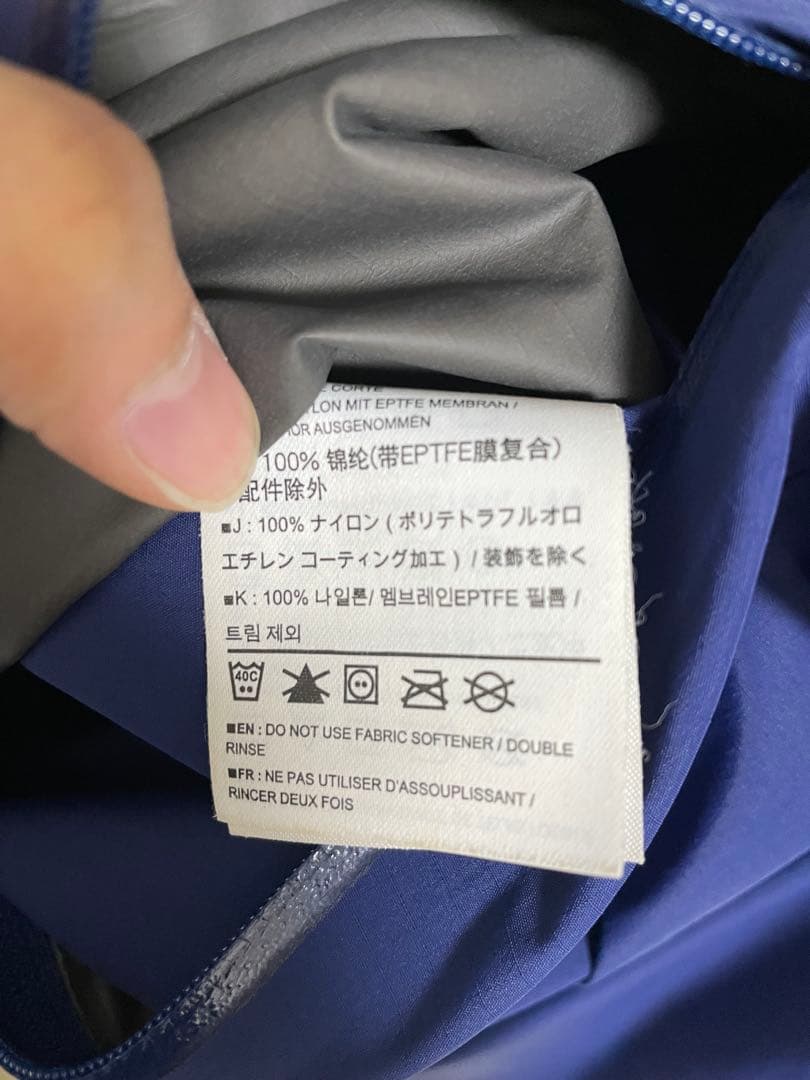 CORTE
LON MIT EPTFE MEMBRAN /
AUSGENOMMEN
100% 锦纶(带EPTFE膜复合)
配件除外
■J : 100% ナイロン ( ポリテトラフルオロ
エチレン コーティング加工 ) / 装飾を除く
■K : 100% 나일론/ 멤브레인EPTFE 필름 /
트림 제외
40C
■EN : DO NOT USE FABRIC SOFTENER / DOUBLE
RINSE
■FR : NE PAS UTILISER D'ASSOUPLISSANT /
RINCER DEUX FOIS